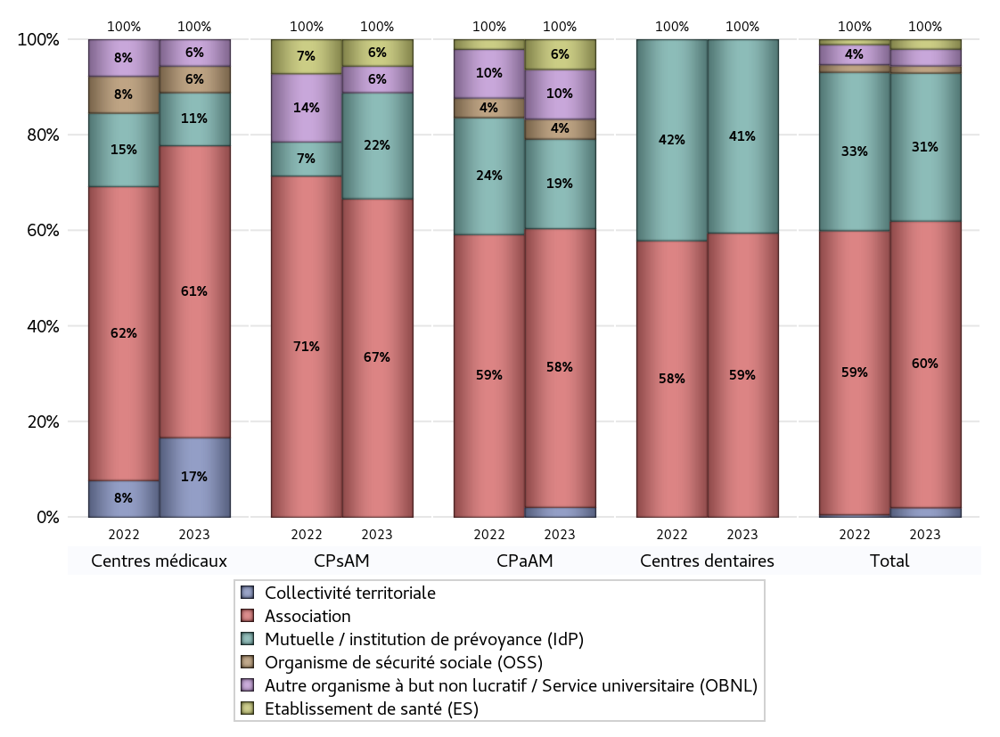 100% 100% 100% 100% 100% 100% 100% 100% 100% 100%
100%
8% 6% 7% 6% 6% 4%
8% 6% 14% 6% 10% 10%
80%
15% 11% 7% 22% 4% 4% 42% 41% 33% 31%
24% 19%
60%
62% 61% 71% 67% 59% 58% 58% 59% 59% 60%
40%
20%
8% 17%
0%
2022 2023 2022 2023 2022 2023 2022 2023 2022 2023
Centres médicaux CPsAM CPaAM Centres dentaires Total
Collectivité territoriale
Association
Mutuelle / institution de prévoyance (IdP)
Organisme de sécurité sociale (OSS)
Autre organisme à but non lucratif / Service universitaire (OBNL)
Etablissement de santé (ES)